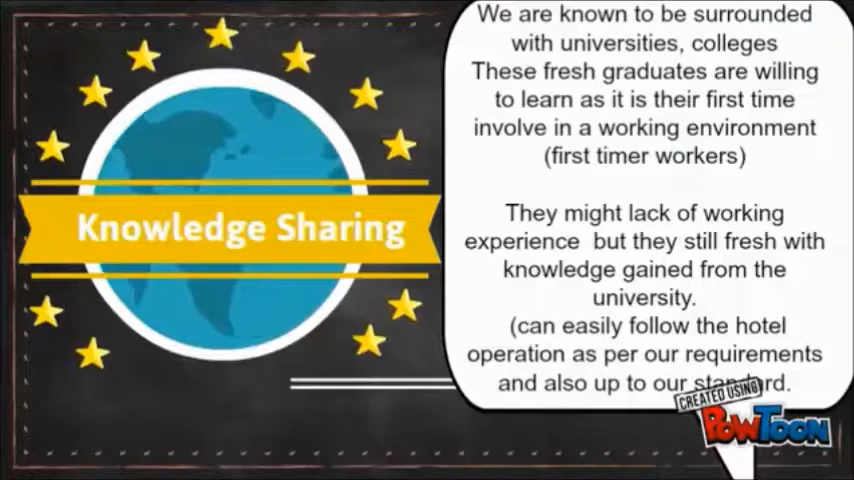 Knowledge Sharing
We are known to be surrounded
with universities, colleges
These fresh graduates are willing
to learn as it is their first time
involve in a working environment
(first timer workers)
They might lack of working
experience but they still fresh with
knowledge gained from the
university.
(can easily follow the hotel
operation as per our requirements
and also up to our standard.
CREATED USING
POWTOON